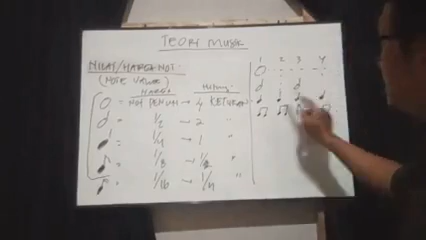 TEORI MUSIK
NILAI/HARGA NOT.
(NOTE VALUE)
HARGA HITUNG
= NOT PENUH → 4 KETUKAN
= 1/2 → 2 "
= 1/4 → 1 "
= 1/8 → 1/2 "
= 1/16 → 1/4 "
1 2 3 4